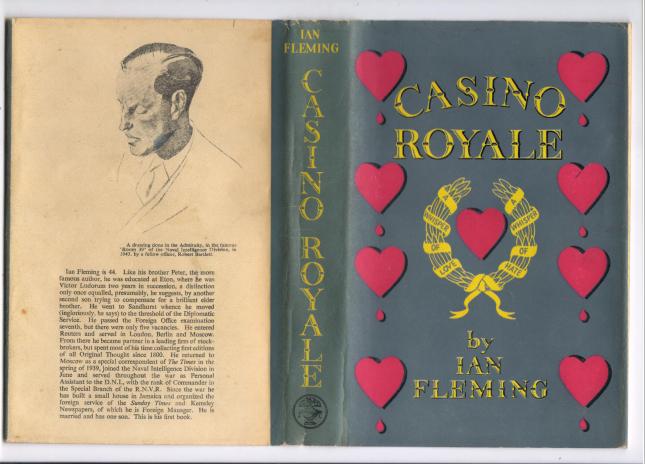 A drawing done in the Admiralty, in the famous
"Room 39" of the Naval Intelligence Division, in
1943, by a fellow officer, Robert Bartlett.
Ian Fleming is 44. Like his brother Peter, the more
famous author, he was educated at Eton, where he was
Victor Ludorum two years in succession, a distinction
only once equalled, presumably, he suggests, by another
second son trying to compensate for a brilliant elder
brother. He went to Sandhurst whence he moved
(ingloriously, he says) to the threshold of the Diplomatic
Service. He passed the Foreign Office examination
seventh, but there were only five vacancies. He entered
Reuters and served in London, Berlin and Moscow.
From there he became partner in a leading firm of stock-
brokers, but spent most of his time collecting first editions
of all Original Thought since 1800. He returned to
Moscow as a special correspondent of The Times in the
spring of 1939, joined the Naval Intelligence Division in
June and served throughout the war as Personal
Assistant to the D.N.I., with the rank of Commander in
the Special Branch of the R.N.V.R. Since the war he
has built a small house in Jamaica and organized the
foreign service of the Sunday Times and Kemsley
Newspapers, of which he is Foreign Manager. He is
married and has one son. This is his first book.
IAN
FLEMING
CASINO ROYALE
CASINO
ROYALE
A WHISPER OF LOVE
A WHISPER OF HATE
by
IAN
FLEMING